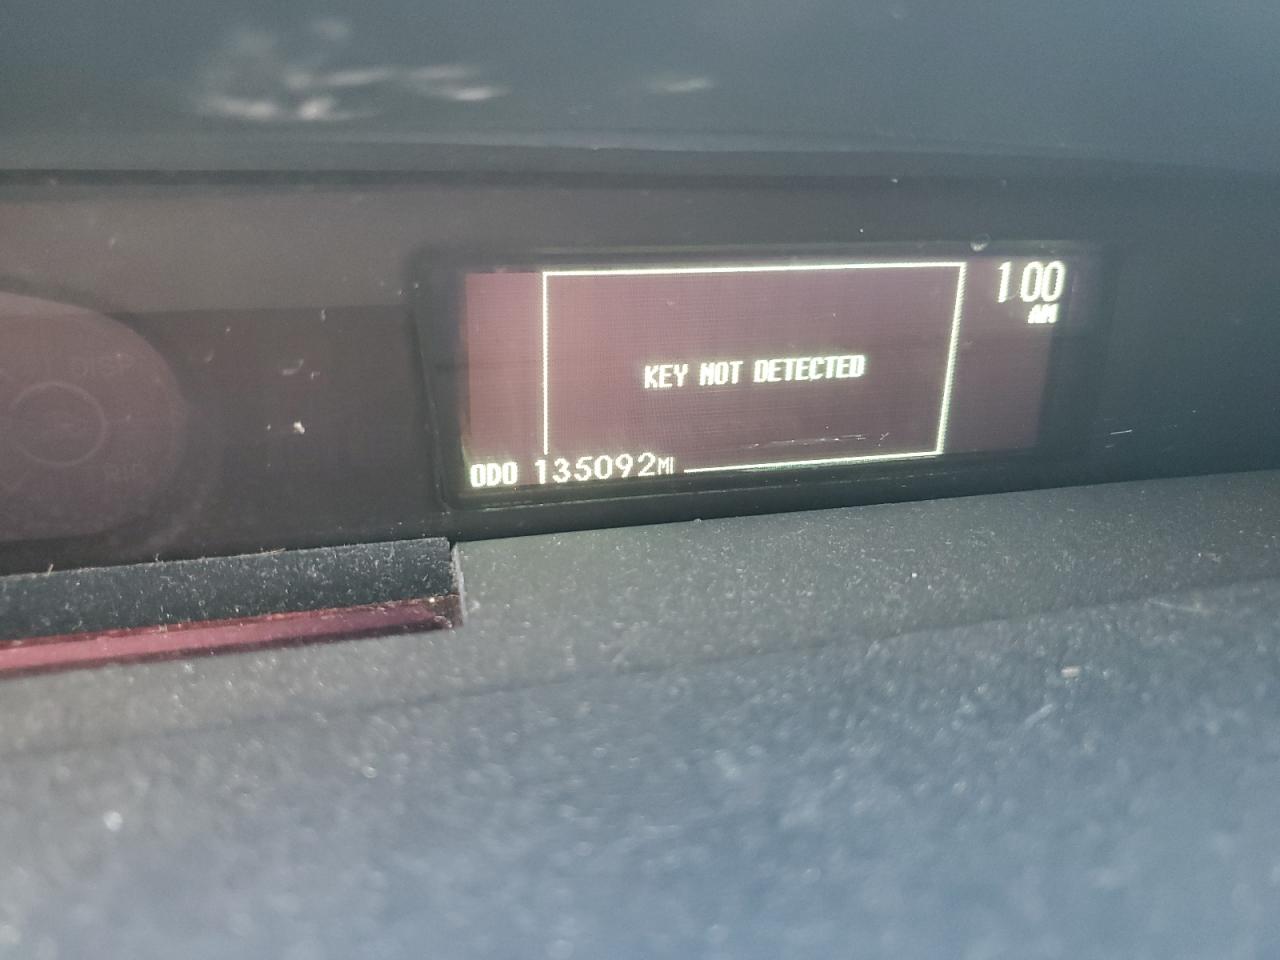 1:00
AM
KEY NOT DETECTED
ODO 135092MI